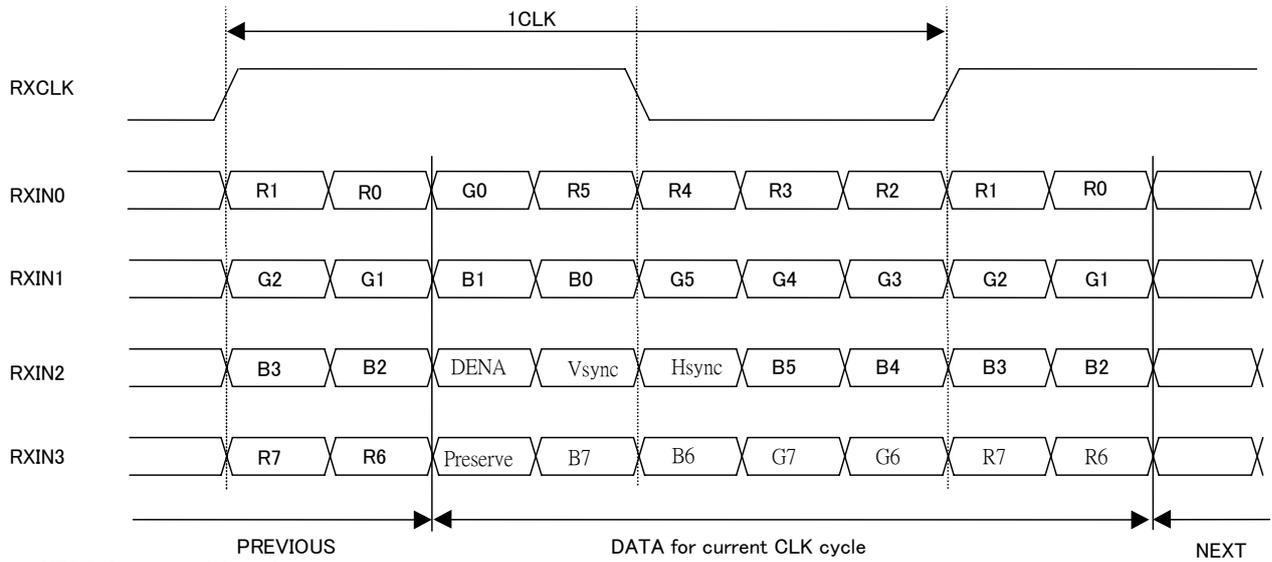 1CLK
RXCLK
RXIN0 R1 R0 G0 R5 R4 R3 R2 R1 R0
RXIN1 G2 G1 B1 B0 G5 G4 G3 G2 G1
RXIN2 B3 B2 DENA Vsync Hsync B5 B4 B3 B2
RXIN3 R7 R6 Preserve B7 B6 G7 G6 R7 R6
PREVIOUS DATA for current CLK cycle NEXT